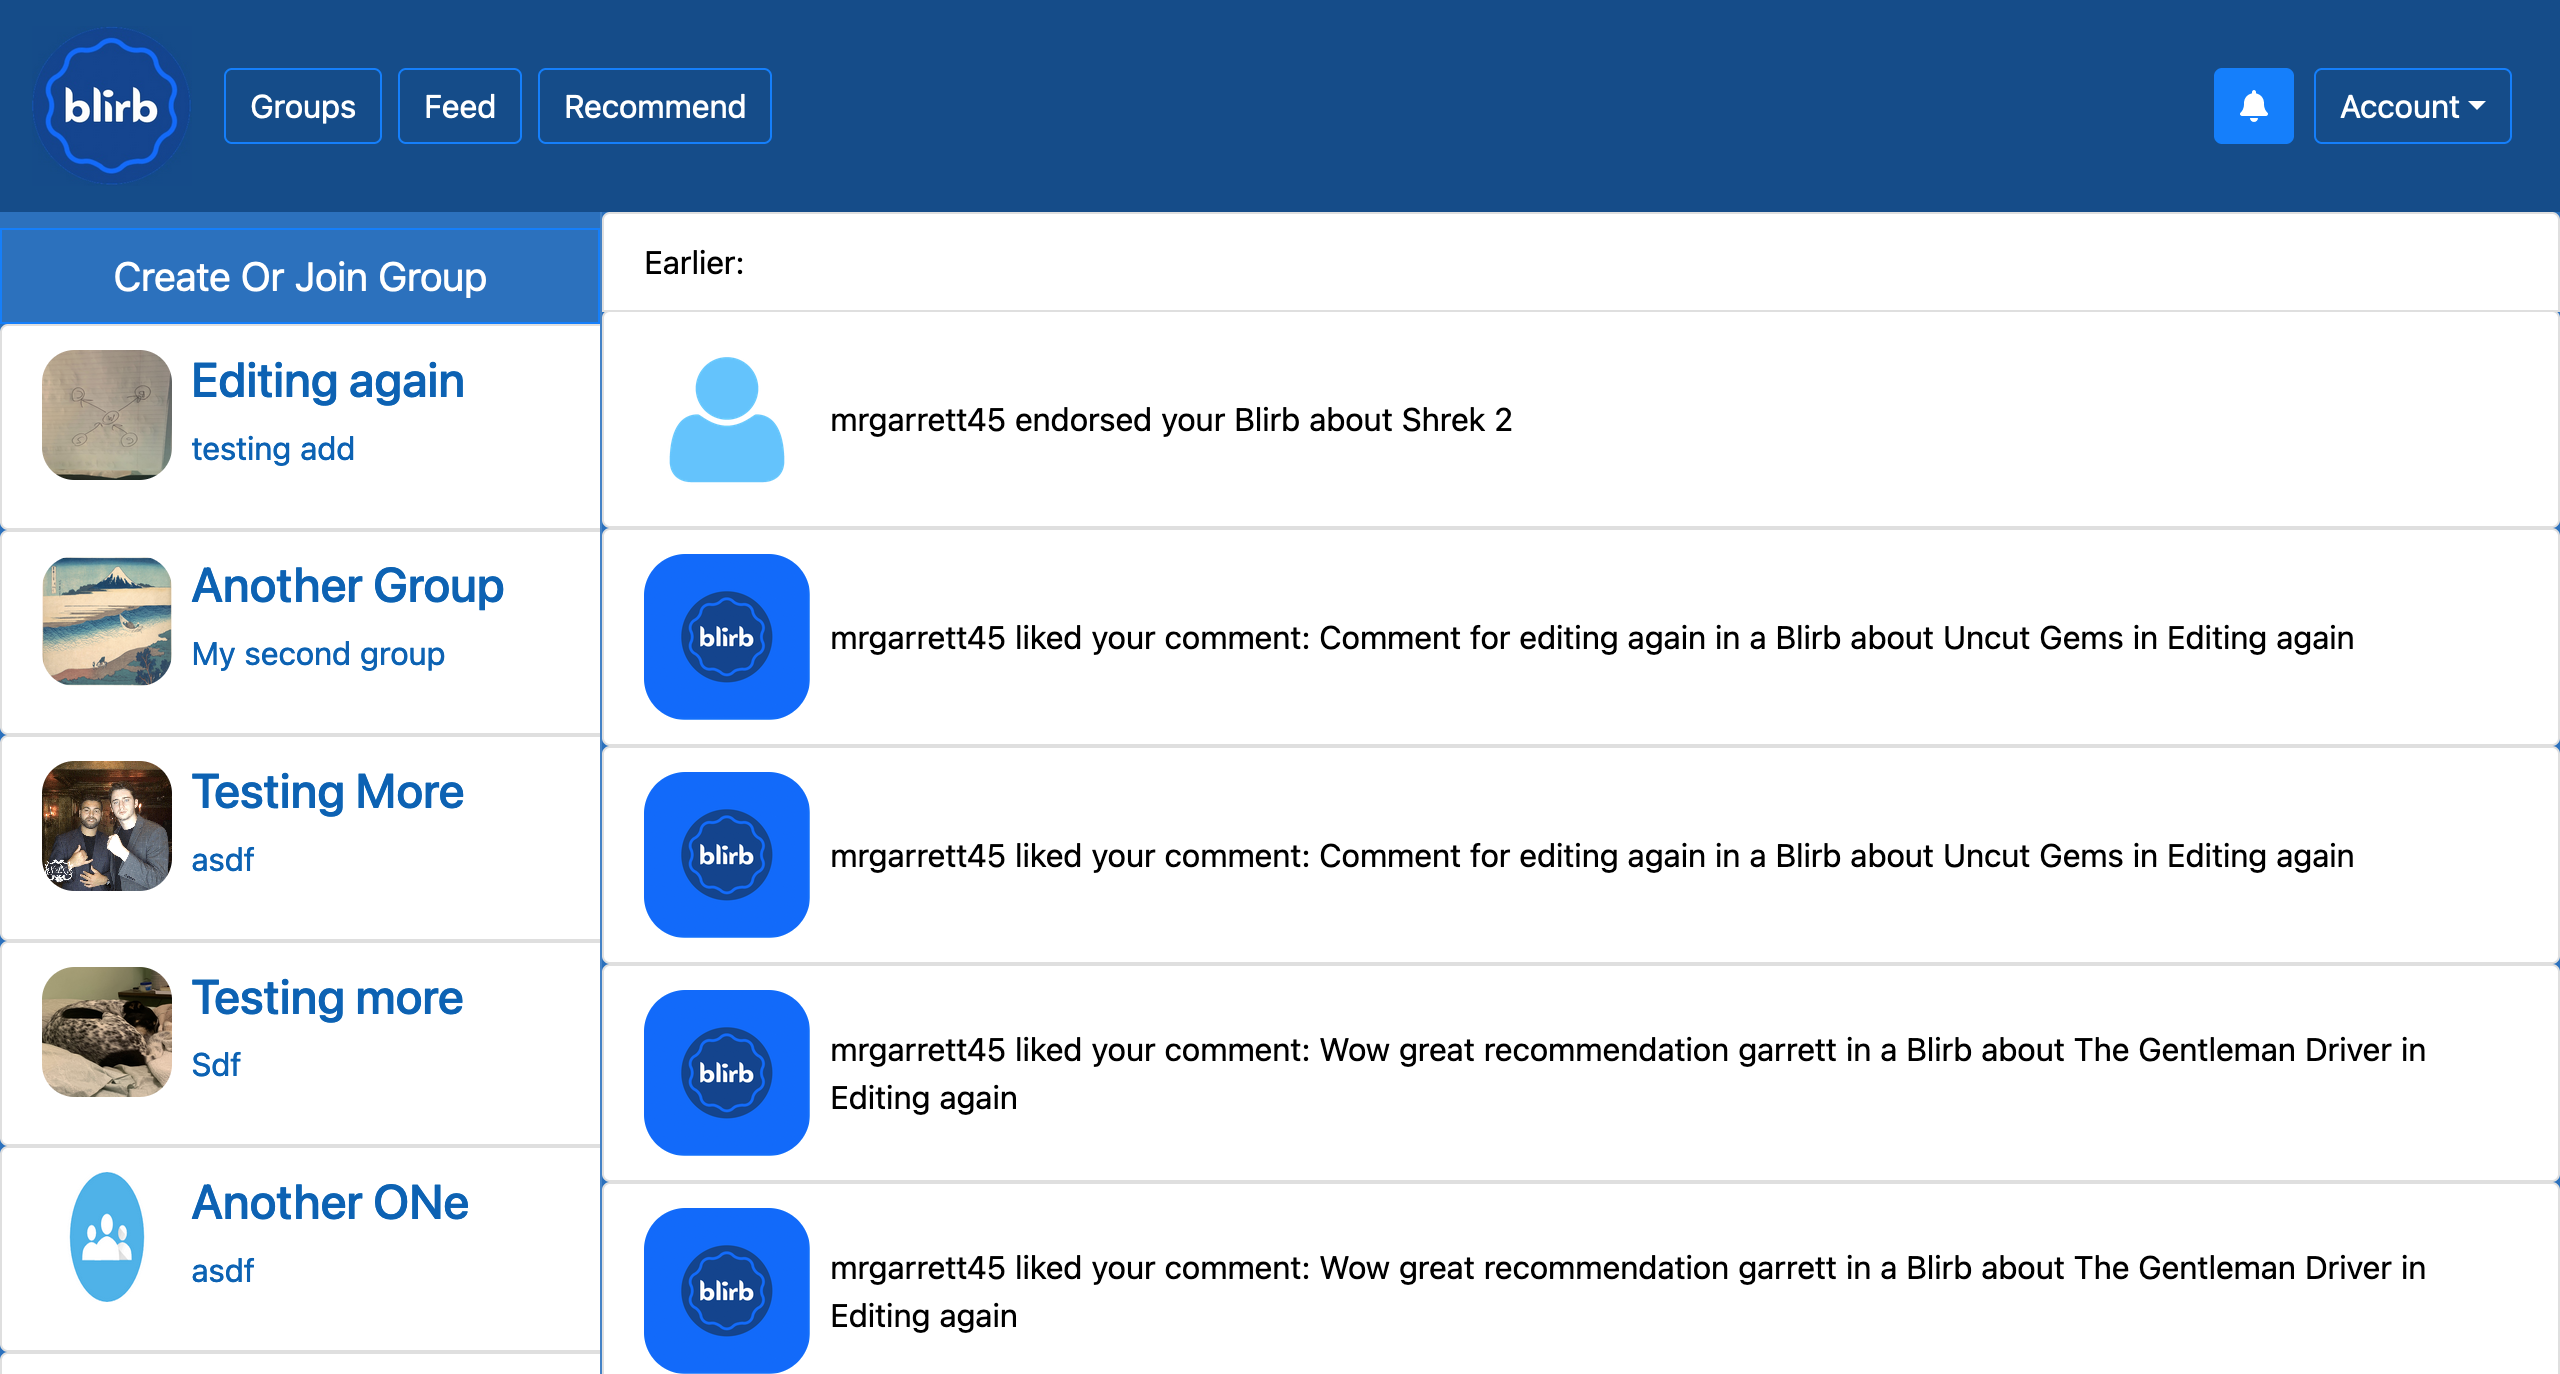 blirb
Groups
Feed
Recommend
Account
Create Or Join Group
Editing again
testing add
Another Group
My second group
Testing More
asdf
Testing more
Sdf
Another ONe
asdf
Earlier:
mrgarrett45 endorsed your Blirb about Shrek 2
blirb
mrgarrett45 liked your comment: Comment for editing again in a Blirb about Uncut Gems in Editing again
blirb
mrgarrett45 liked your comment: Comment for editing again in a Blirb about Uncut Gems in Editing again
blirb
mrgarrett45 liked your comment: Wow great recommendation garrett in a Blirb about The Gentleman Driver in
Editing again
blirb
mrgarrett45 liked your comment: Wow great recommendation garrett in a Blirb about The Gentleman Driver in
Editing again